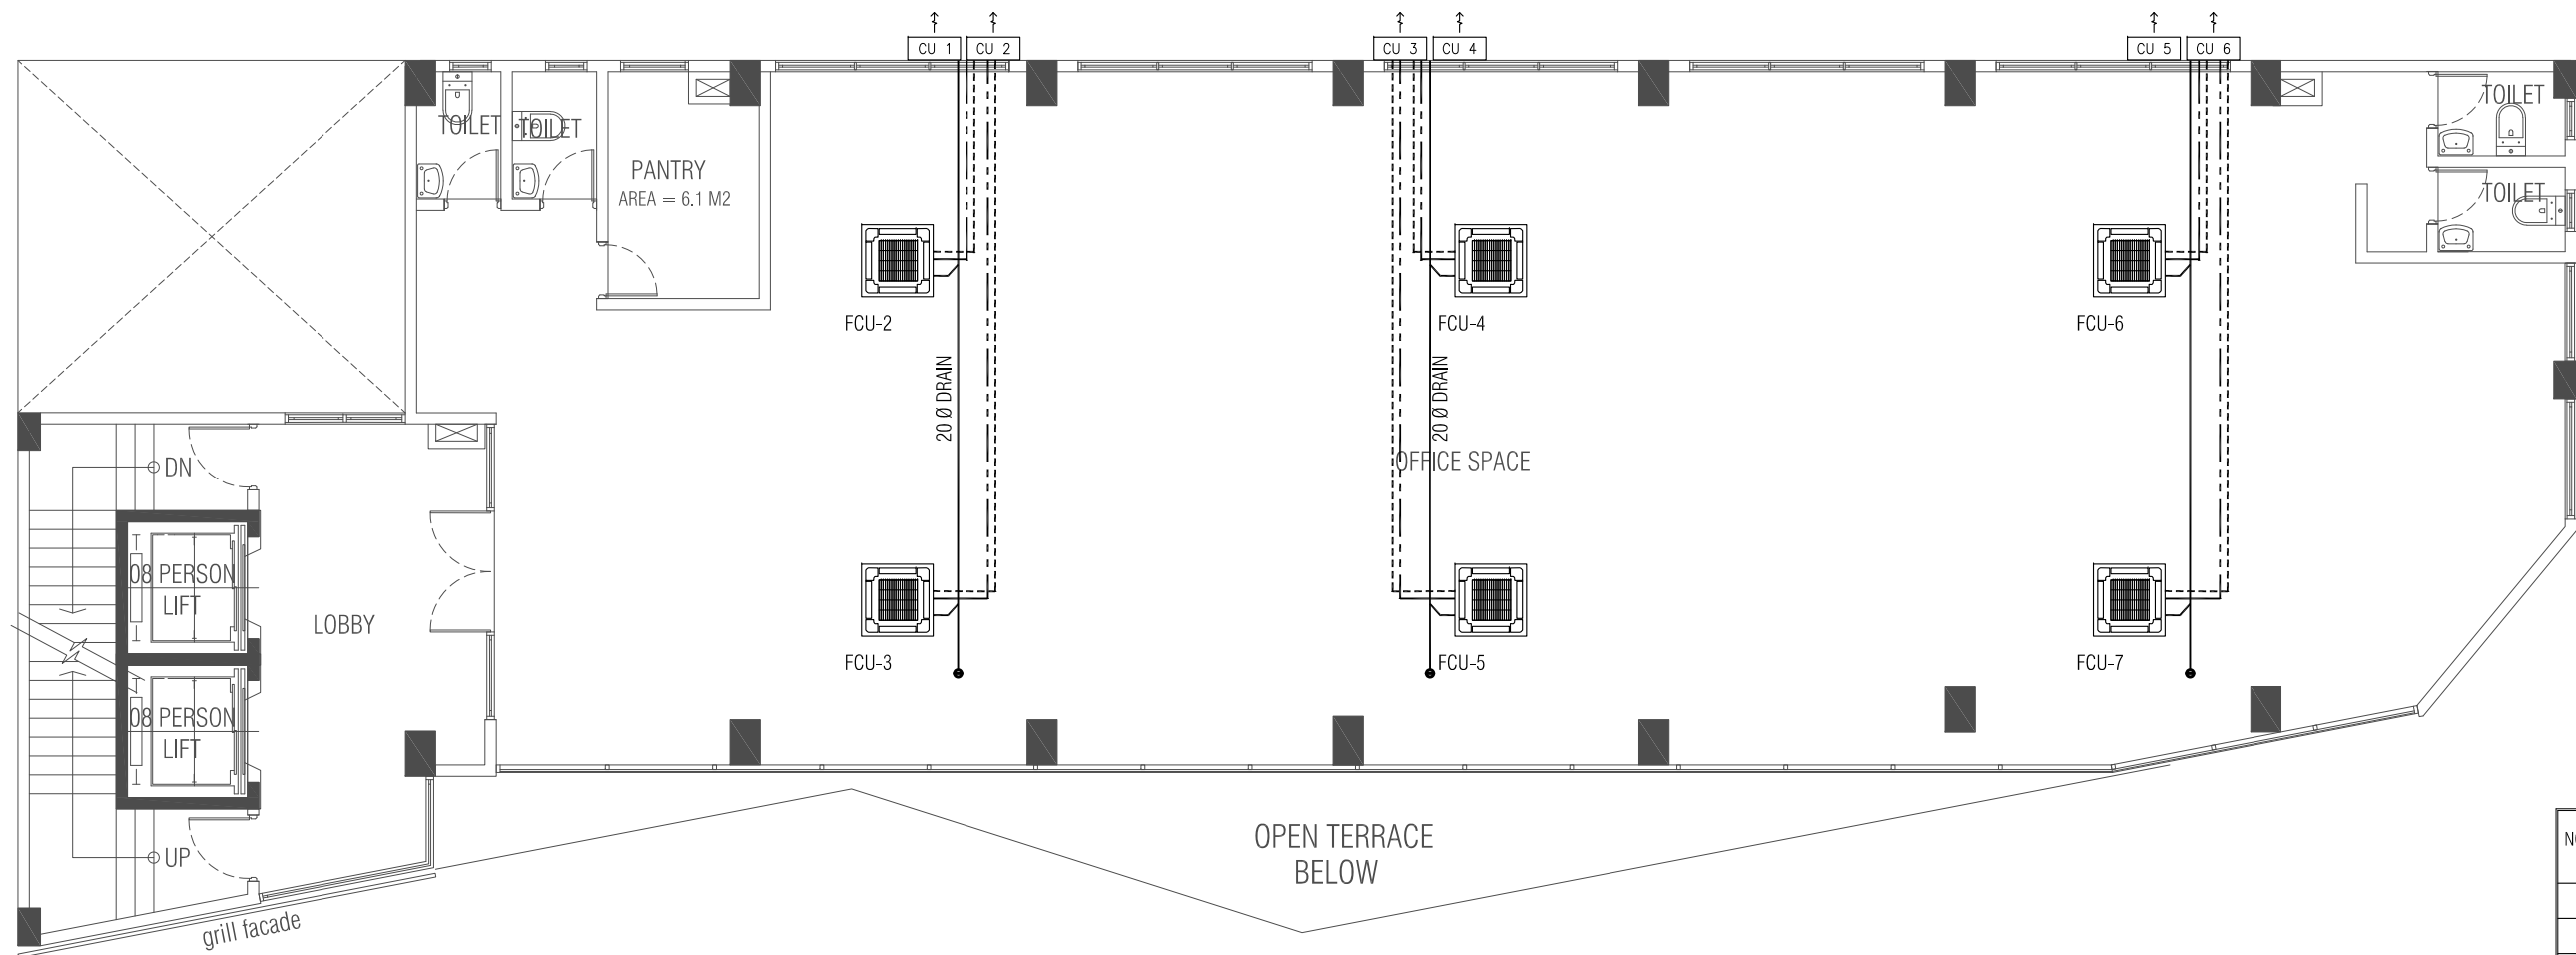 CU 1
CU 2
CU 3
CU 4
CU 5
CU 6
TOILET
TOILET
PANTRY
AREA = 6.1 M2
TOILET
TOILET
FCU-2
FCU-4
FCU-6
20 Ø DRAIN
20 Ø DRAIN
OFFICE SPACE
DN
08 PERSON
LIFT
LOBBY
FCU-3
FCU-5
FCU-7
08 PERSON
LIFT
UP
OPEN TERRACE
BELOW
grill facade